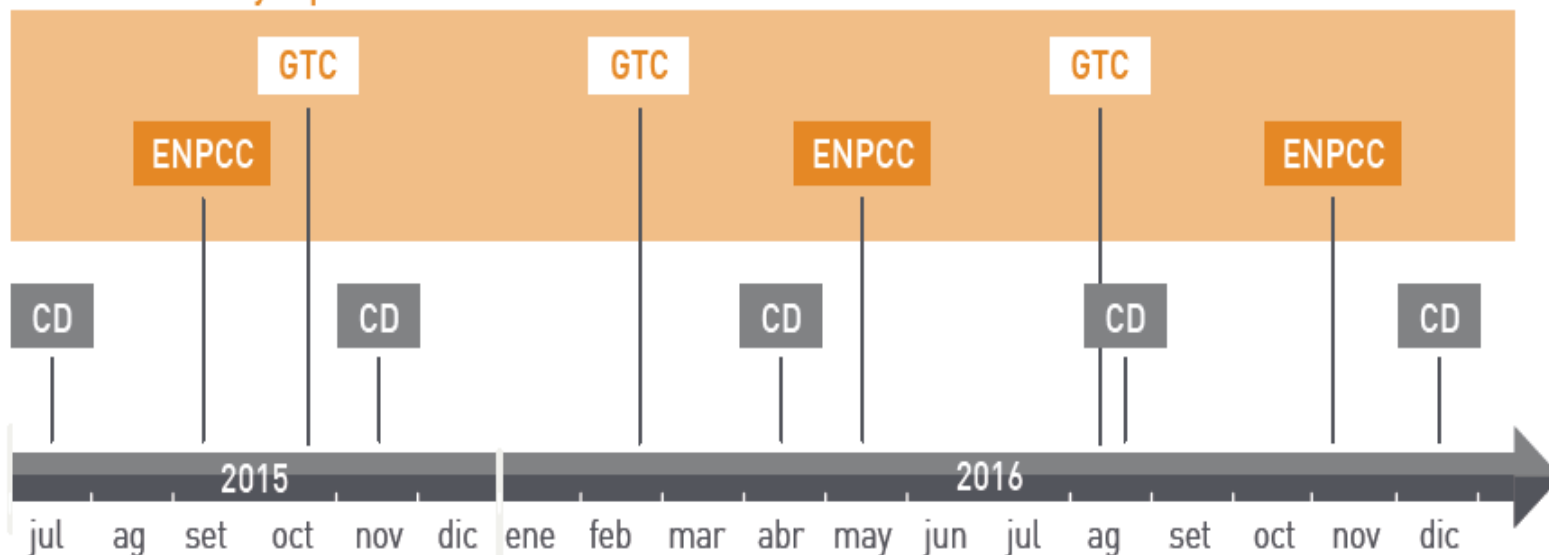 GTC GTC GTC
ENPCC ENPCC ENPCC
CD CD CD CD CD
2015 2016
jul ag set oct nov dic ene feb mar abr may jun jul ag set oct nov dic